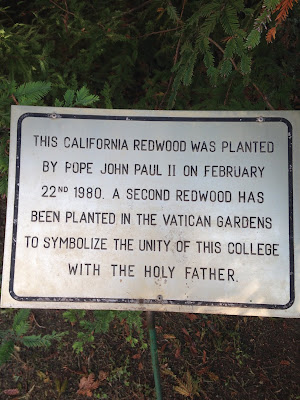 THIS CALIFORNIA REDWOOD WAS PLANTED
BY POPE JOHN PAUL II ON FEBRUARY
22ND 1980. A SECOND REDWOOD HAS
BEEN PLANTED IN THE VATICAN GARDENS
TO SYMBOLIZE THE UNITY OF THIS COLLEGE
WITH THE HOLY FATHER.